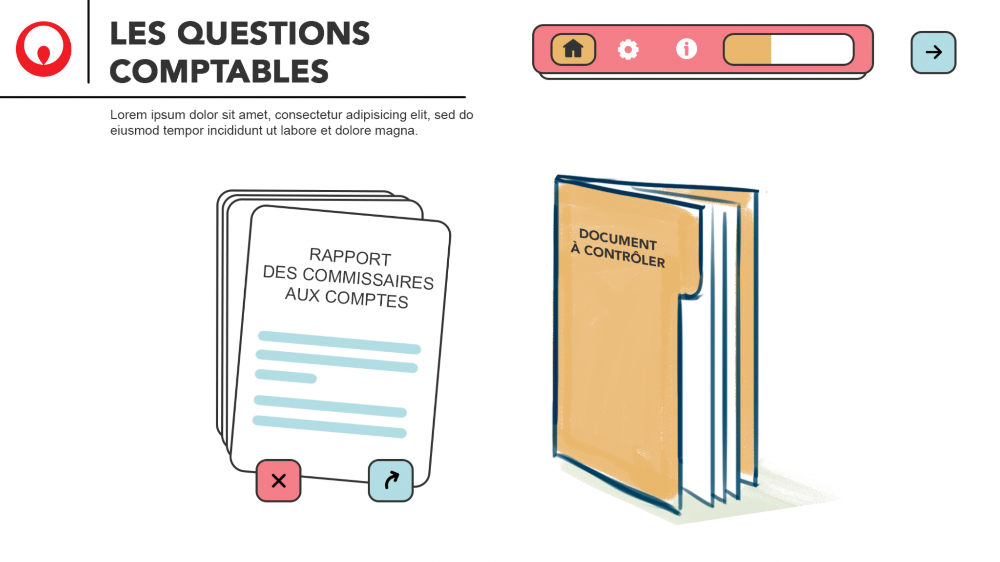 LES QUESTIONS
COMPTABLES
Lorem ipsum dolor sit amet, consectetur adipisicing elit, sed do
eiusmod tempor incididunt ut labore et dolore magna.
RAPPORT
DES COMMISSAIRES
AUX COMPTES
DOCUMENT
À CONTRÔLER